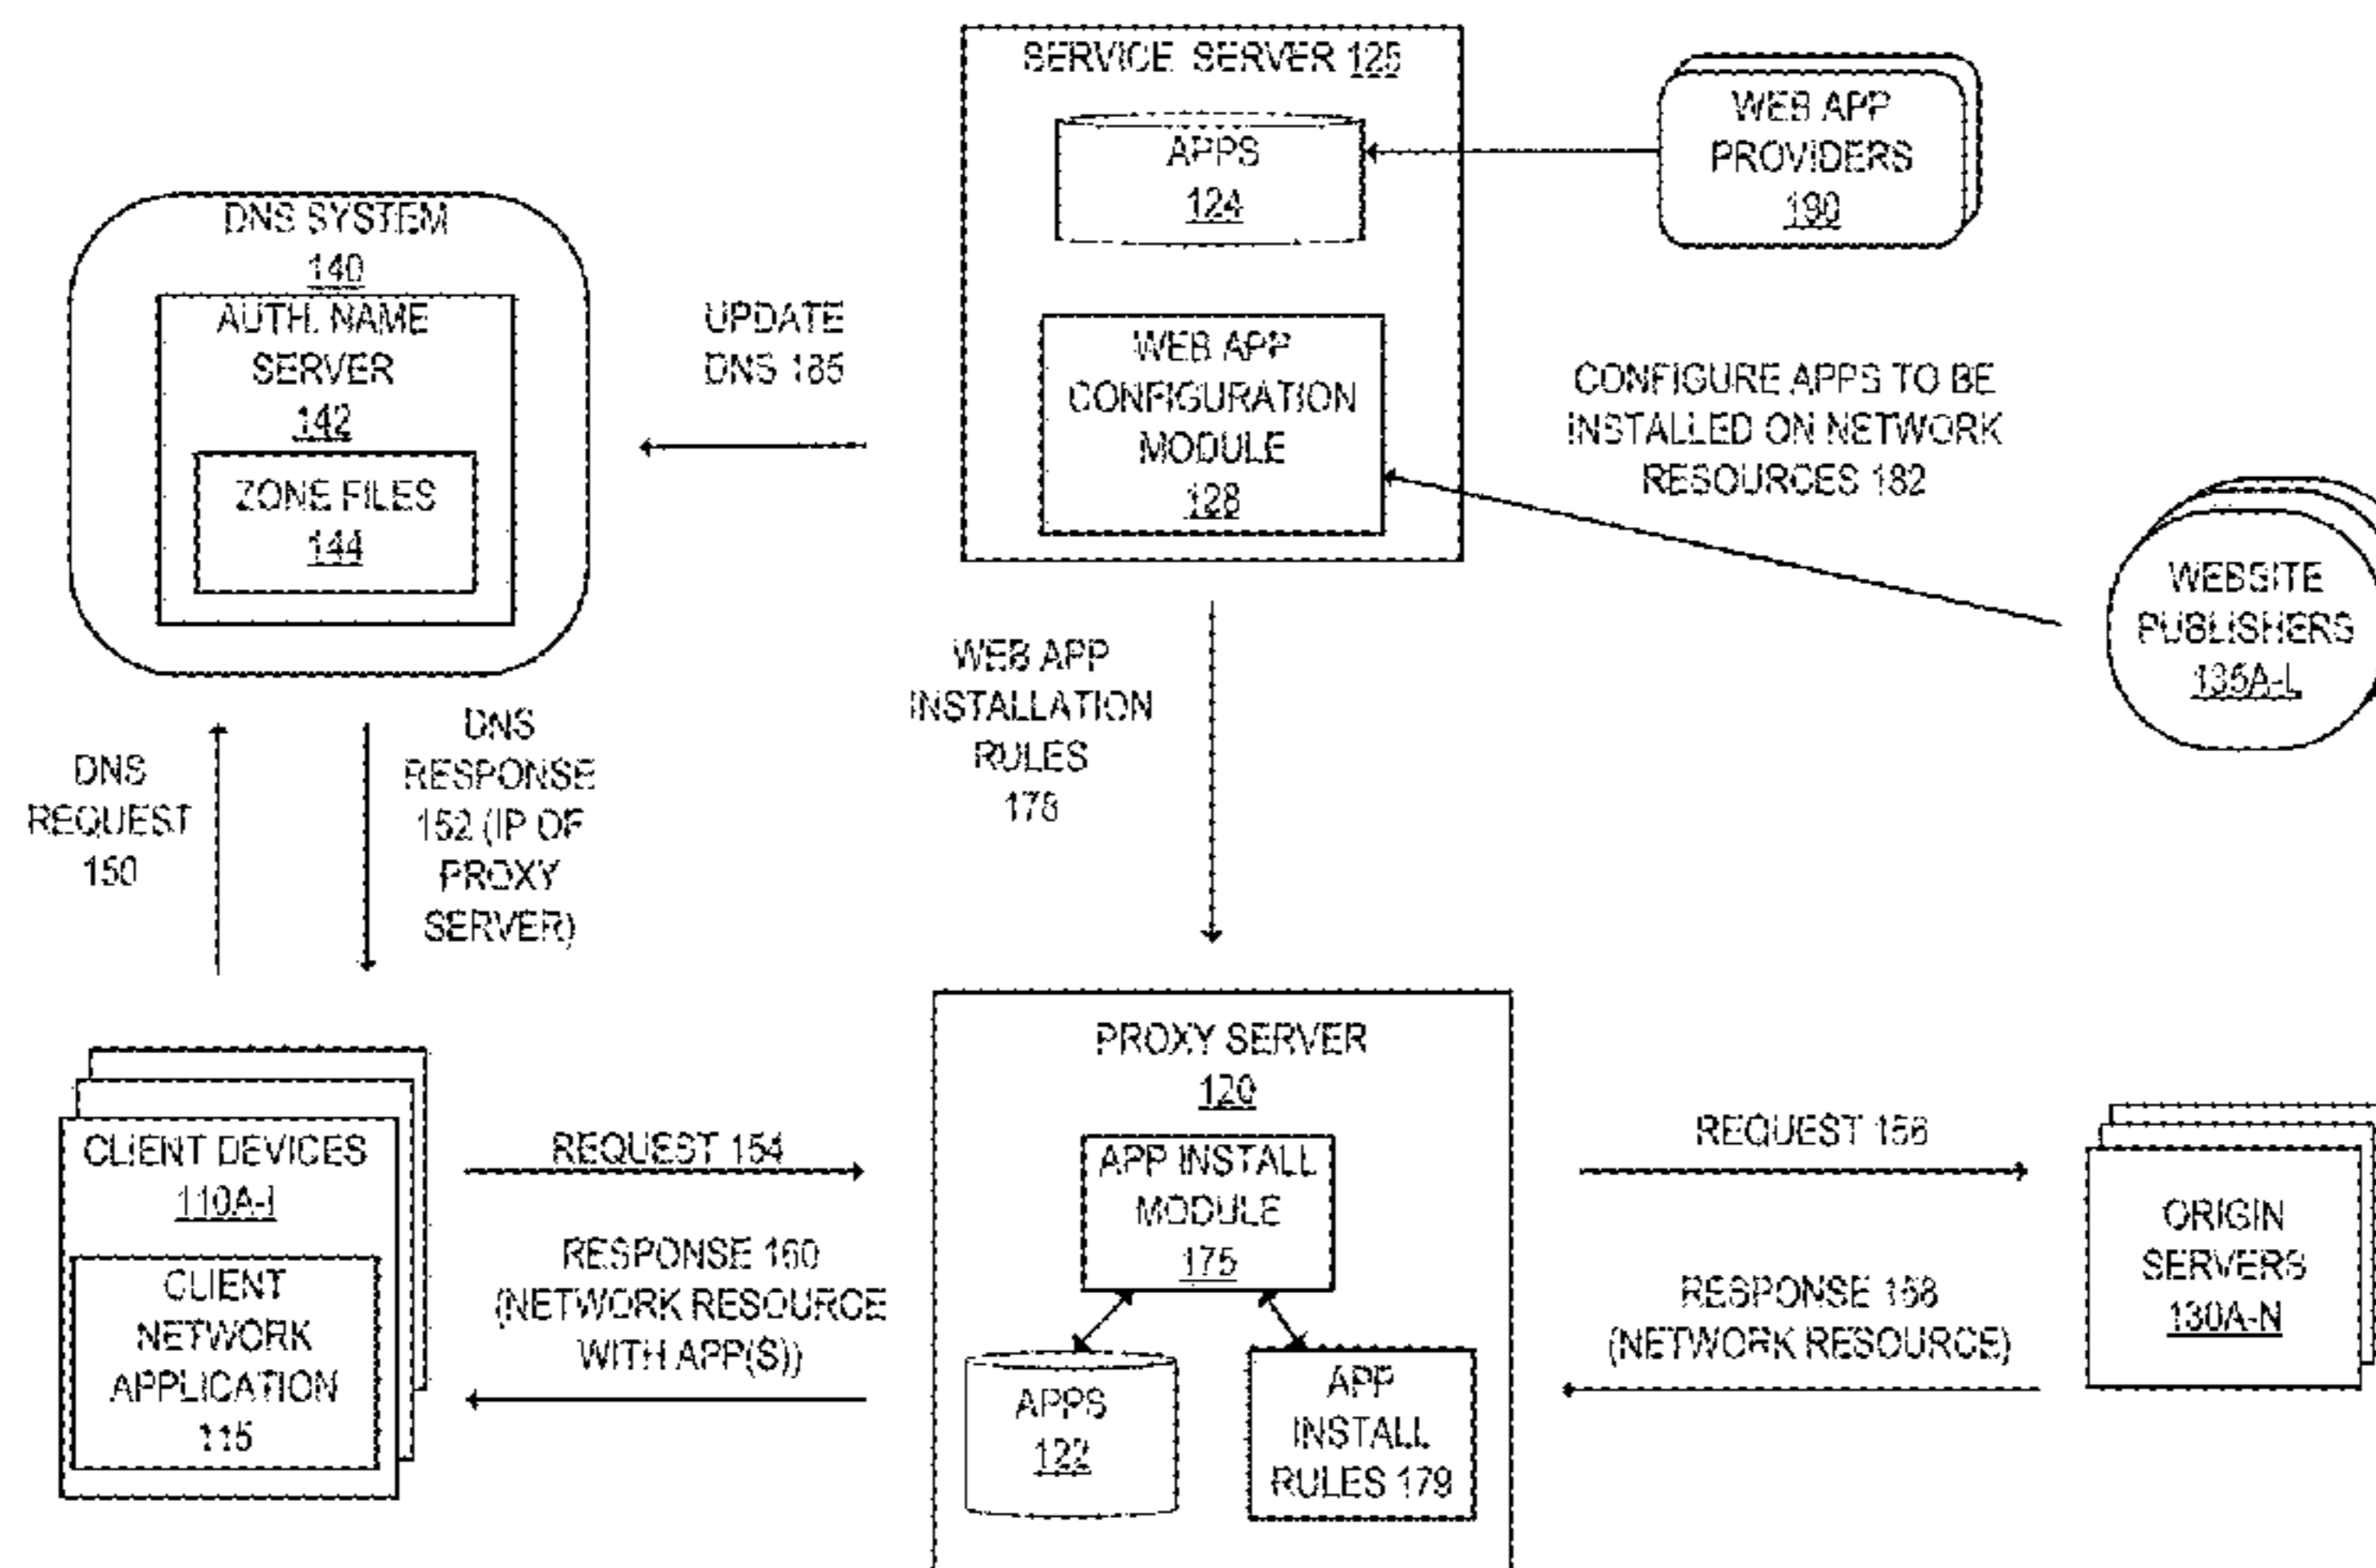 SERVICE SERVER 125
APPS
124
WEB APP
PROVIDERS
190
DNS SYSTEM
140
AUTH. NAME
SERVER
142
ZONE FILES
144
UPDATE
DNS 185
WEB APP
CONFIGURATION
MODULE
128
CONFIGURE APPS TO BE
INSTALLED ON NETWORK
RESOURCES 182
WEBSITE
PUBLISHERS
135A-L
DNS
REQUEST
150
DNS
RESPONSE
152 (IP OF
PROXY
SERVER)
WEB APP
INSTALLATION
RULES
178
CLIENT DEVICES
110A-I
CLIENT
NETWORK
APPLICATION
115
REQUEST 154
RESPONSE 160
(NETWORK RESOURCE
WITH APP(S))
PROXY SERVER
120
APP INSTALL
MODULE
175
APPS
122
APP
INSTALL
RULES 179
REQUEST 156
RESPONSE 158
(NETWORK RESOURCE)
ORIGIN
SERVERS
130A-N